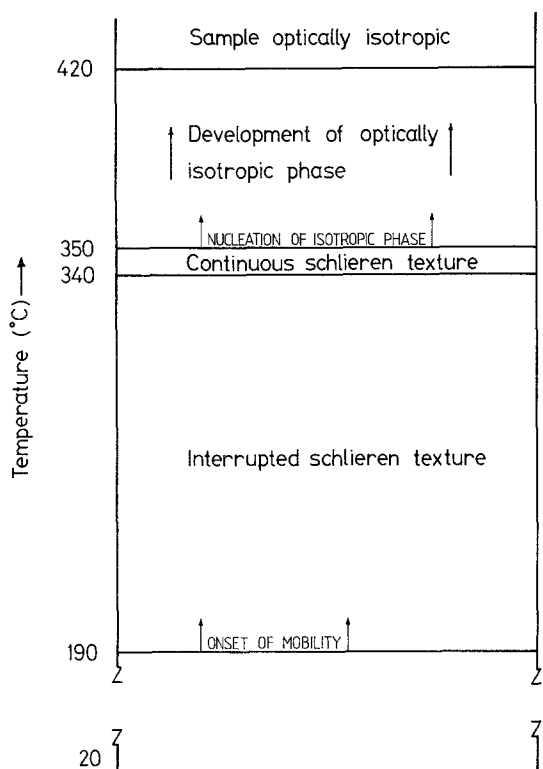 Sample optically isotropic
420
Development of optically
isotropic phase
NUCLEATION OF ISOTROPIC PHASE
350
Continuous schlieren texture
340
Temperature (°C)
Interrupted schlieren texture
ONSET OF MOBILITY
190
20